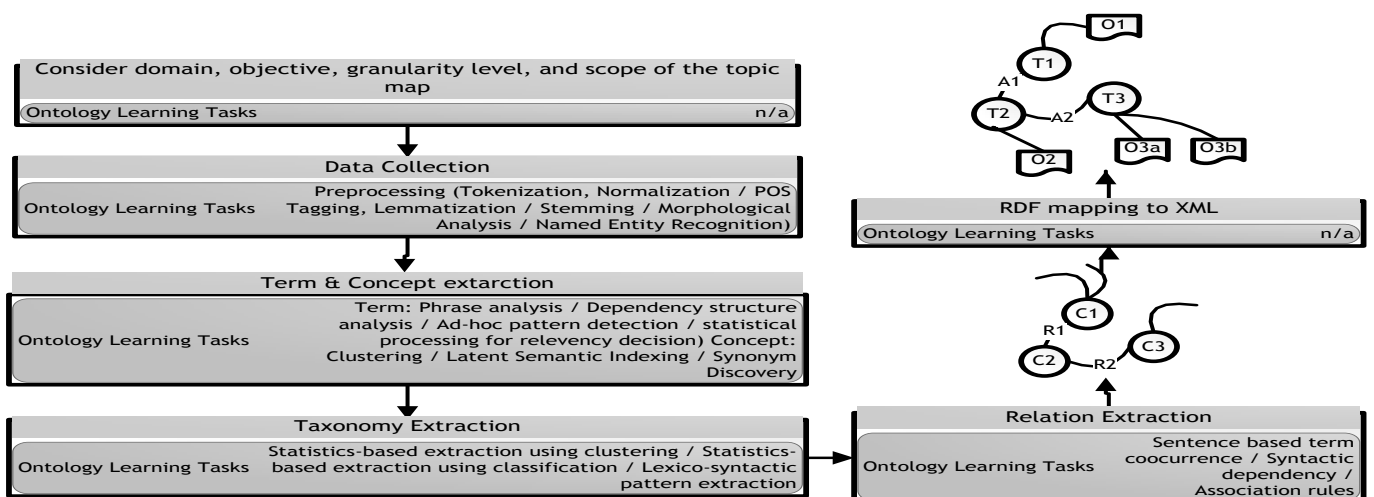 Consider domain, objective, granularity level, and scope of the topic
map
Ontology Learning Tasks n/a
Data Collection
Preprocessing (Tokenization, Normalization / POS
Ontology Learning Tasks Tagging, Lemmatization / Stemming / Morphological
Analysis / Named Entity Recognition)
Term & Concept extarction
Term: Phrase analysis / Dependency structure
analysis / Ad-hoc pattern detection / statistical
Ontology Learning Tasks processing for relevency decision) Concept:
Clustering / Latent Semantic Indexing / Synonym
Discovery
Taxonomy Extraction
Statistics-based extraction using clustering / Statistics-
Ontology Learning Tasks based extraction using classification / Lexico-syntactic
pattern extraction
Relation Extraction
Sentence based term
coocurrence / Syntactic
Ontology Learning Tasks dependency /
Association rules
C1
R1
C2
R2
C3
RDF mapping to XML
Ontology Learning Tasks n/a
O1
T1
A1
T2
A2
T3
O2
O3a
O3b